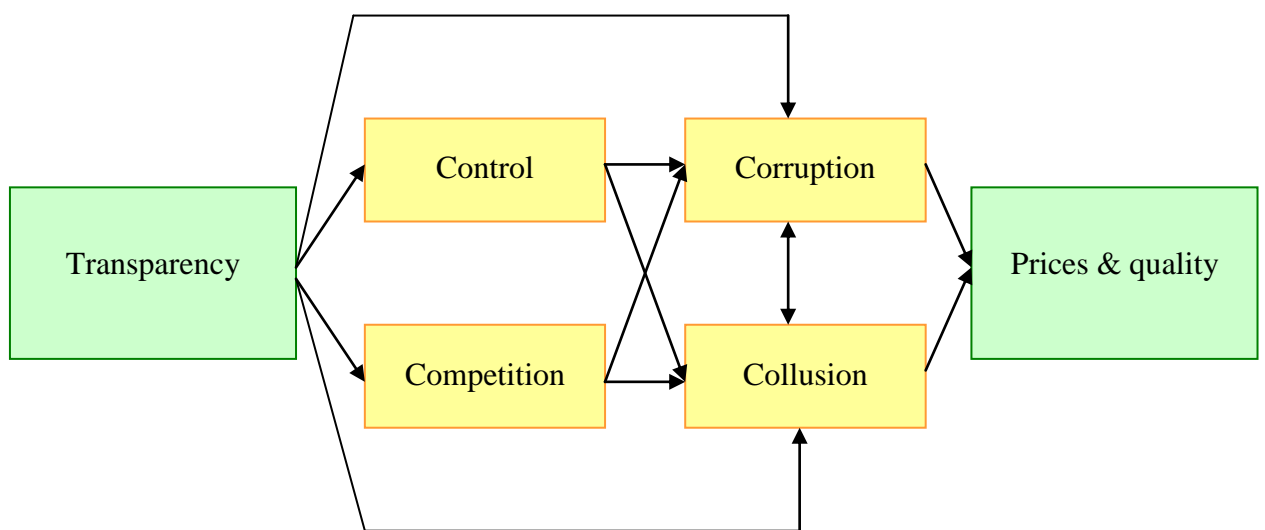 Control
Corruption
Transparency
Prices & quality
Competition
Collusion